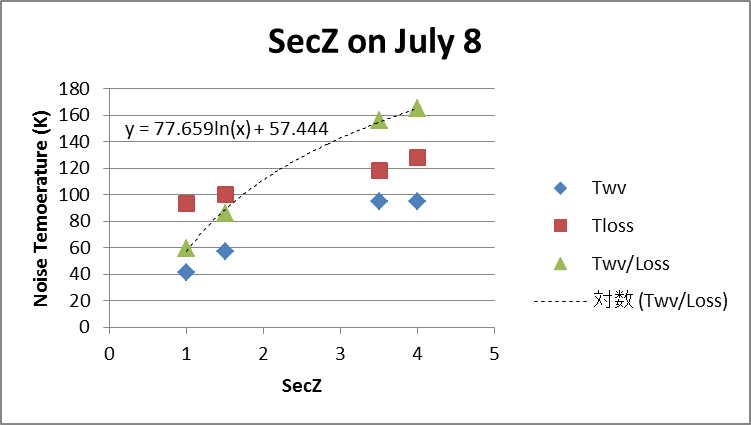 SecZ on July 8
180
160
140
120
100
80
60
40
20
0
Noise Temoerature (K)
y = 77.659ln(x) + 57.444
0 1 2 3 4 5
SecZ
Twv
Tloss
Twv/Loss
対数 (Twv/Loss)